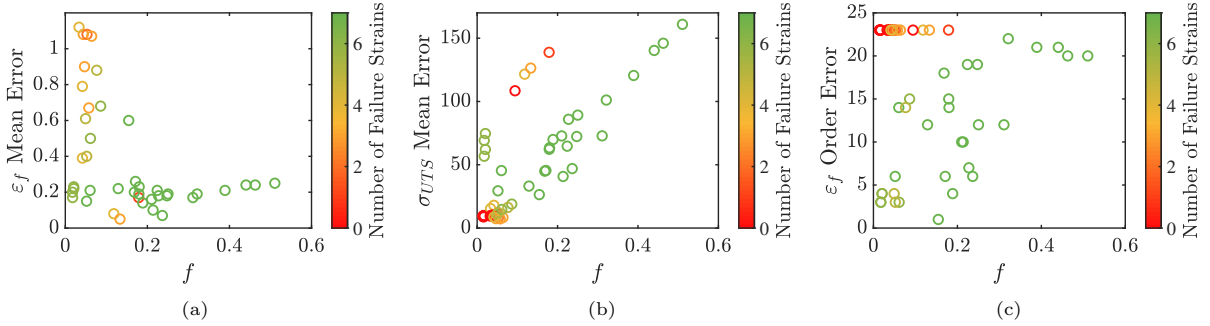 1
0.8
0.6
0.4
0.2
0
0 0.2 0.4 0.6
εf Mean Error
f
6
4
2
0
Number of Failure Strains
(a)
150
100
50
0
0 0.2 0.4 0.6
σUTS Mean Error
f
6
4
2
0
Number of Failure Strains
(b)
25
20
15
10
5
0
0 0.2 0.4 0.6
εf Order Error
f
6
4
2
0
Number of Failure Strains
(c)